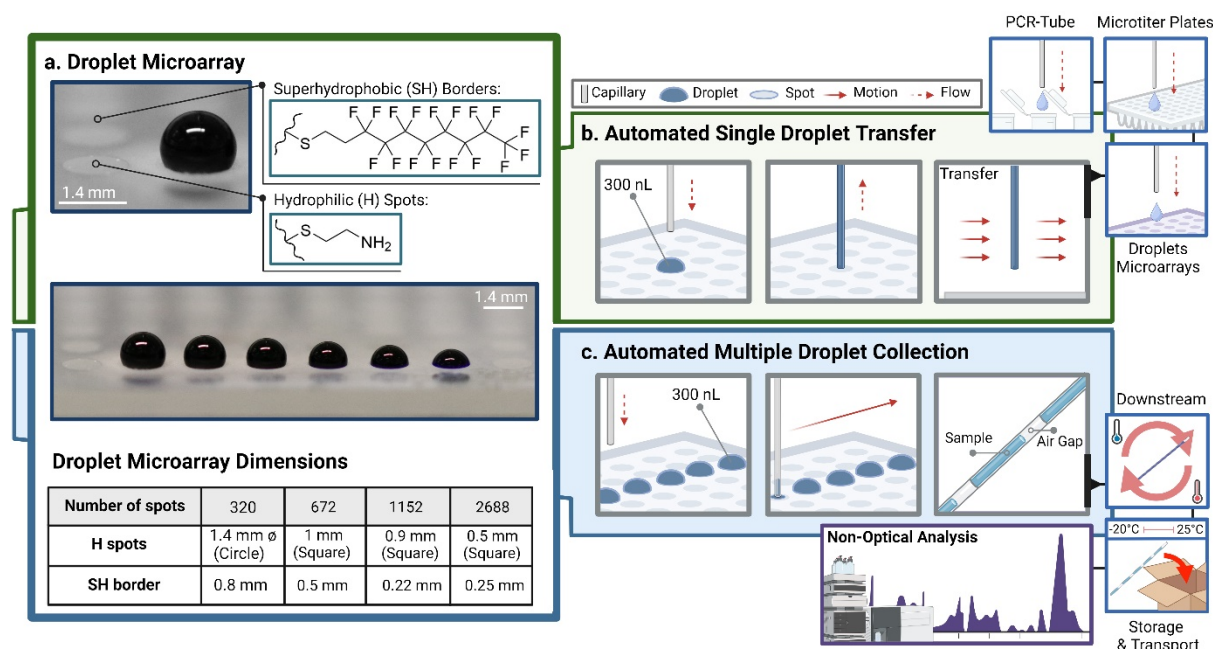 PCR-Tube
Microtiter Plates
a. Droplet Microarray
Superhydrophobic (SH) Borders:
F F F F F F F
S
F
F
F F F F F F
F
1.4 mm
Hydrophilic (H) Spots:
S
NH2
Capillary Droplet Spot Motion Flow
b. Automated Single Droplet Transfer
300 nL
Transfer
Droplets
Microarrays
1.4 mm
c. Automated Multiple Droplet Collection
300 nL
Sample
Air Gap
Downstream
Droplet Microarray Dimensions
Number of spots 320 672 1152 2688
H spots 1.4 mm ø (Circle) 1 mm (Square) 0.9 mm (Square) 0.5 mm (Square)
SH border 0.8 mm 0.5 mm 0.22 mm 0.25 mm
Non-Optical Analysis
-20°C 25°C
Storage
& Transport